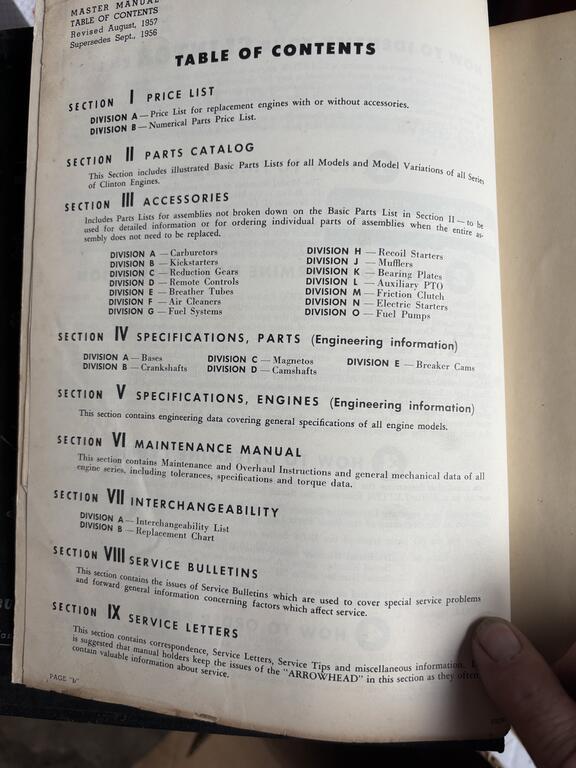 MASTER MANUAL
TABLE OF CONTENTS
Revised August, 1957
Supersedes Sept., 1956
TABLE OF CONTENTS
SECTION I PRICE LIST
DIVISION A — Price List for replacement engines with or without accessories.
DIVISION B — Numerical Parts Price List.
SECTION II PARTS CATALOG
This Section includes illustrated Basic Parts Lists for all Models and Model Variations of all Series
of Clinton Engines.
SECTION III ACCESSORIES
Includes Parts Lists for assemblies not broken down on the Basic Parts List in Section II — to be
used for detailed information or for ordering individual parts of assemblies when the entire as-
sembly does not need to be replaced.
DIVISION A — Carburetors
DIVISION B — Kickstarters
DIVISION C — Reduction Gears
DIVISION D — Remote Controls
DIVISION E — Breather Tubes
DIVISION F — Air Cleaners
DIVISION G — Fuel Systems
DIVISION H — Recoil Starters
DIVISION J — Mufflers
DIVISION K — Bearing Plates
DIVISION L — Auxiliary PTO
DIVISION M — Friction Clutch
DIVISION N — Electric Starters
DIVISION O — Fuel Pumps
SECTION IV SPECIFICATIONS, PARTS (Engineering information)
DIVISION A — Bases
DIVISION B — Crankshafts
DIVISION C — Magnetos
DIVISION D — Camshafts
DIVISION E — Breaker Cams
SECTION V SPECIFICATIONS, ENGINES (Engineering information)
This section contains engineering data covering general specifications of all engine models.
SECTION VI MAINTENANCE MANUAL
This section contains Maintenance and Overhaul Instructions and general mechanical data of all
engine series, including tolerances, specifications and torque data.
SECTION VII INTERCHANGEABILITY
DIVISION A — Interchangeability List
DIVISION B — Replacement Chart
SECTION VIII SERVICE BULLETINS
This section contains the issues of Service Bulletins which are used to cover special service problems
and forward general information concerning factors which affect service.
SECTION IX SERVICE LETTERS
This section contains correspondence, Service Letters, Service Tips and miscellaneous information.
is suggested that manual holders keep the issues of the "ARROWHEAD" in this section as they often
contain valuable information about service.
PAGE "b"